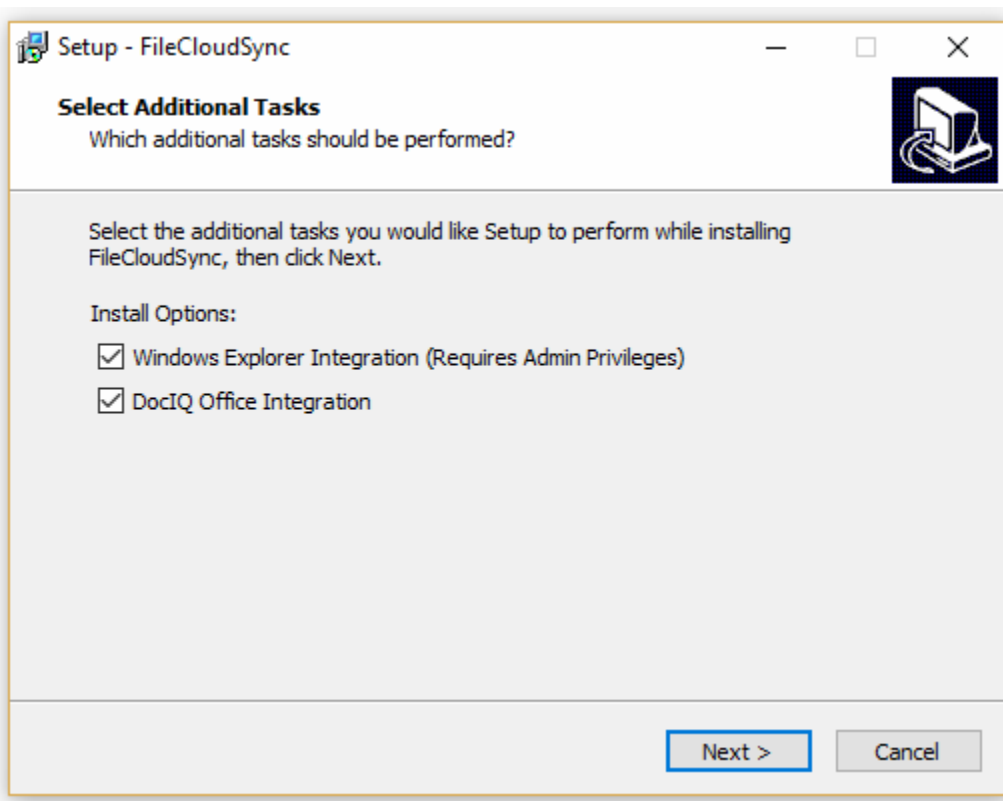 Setup - FileCloudSync
Select Additional Tasks
Which additional tasks should be performed?
Select the additional tasks you would like Setup to perform while installing
FileCloudSync, then click Next.
Install Options:
Windows Explorer Integration (Requires Admin Privileges)
DocIQ Office Integration
Next >
Cancel